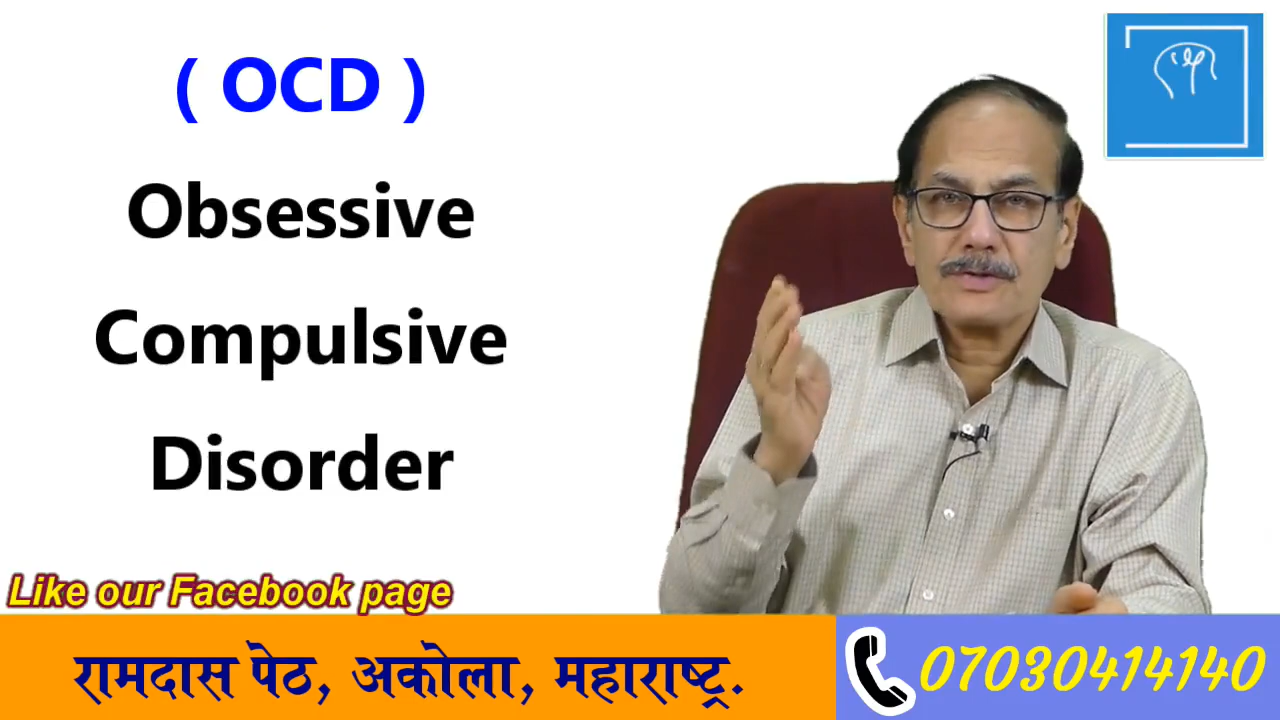 ( OCD )
Obsessive
Compulsive
Disorder
Like our Facebook page
रामदास पेठ, अकोला, महाराष्ट्र.
07030414140